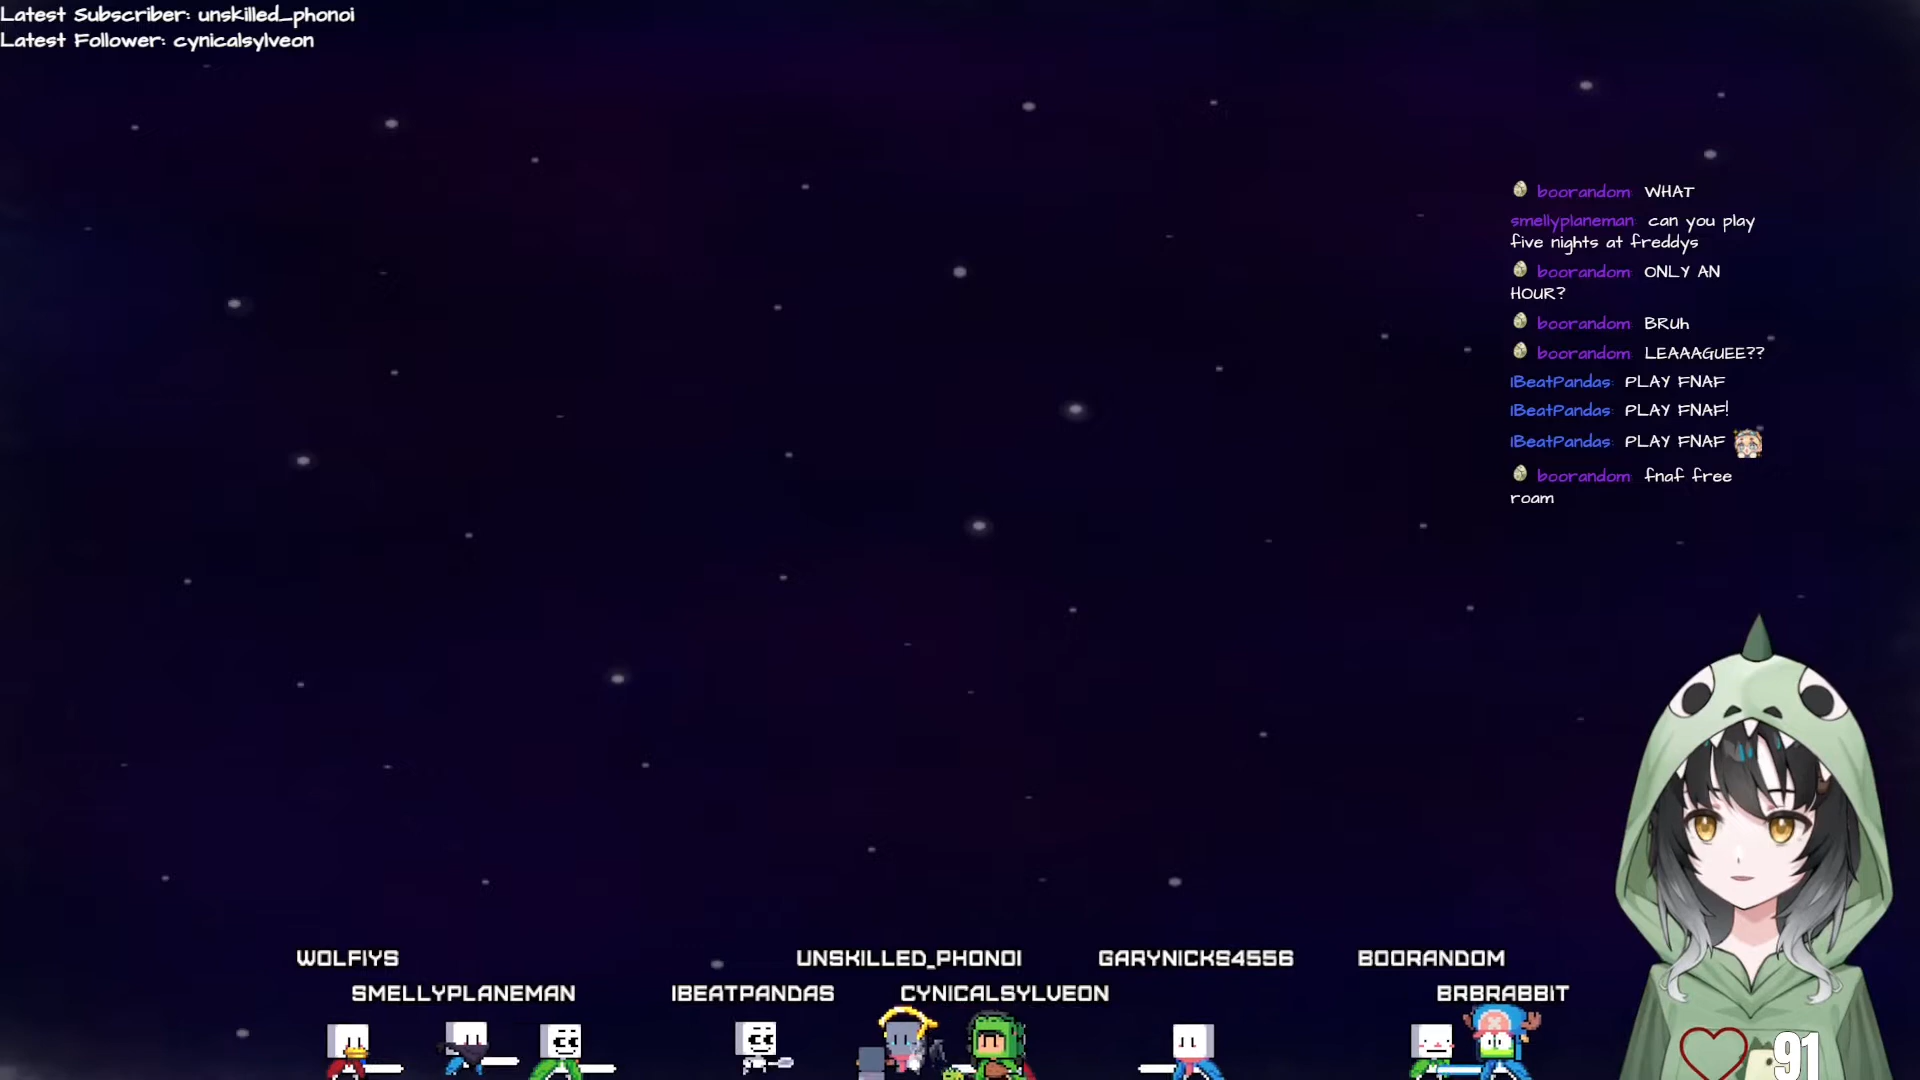 Latest Subscriber: unskilled_phonoi
Latest Follower: cynicalsylveon
boorandom: WHAT
smellyplaneman: can you play
five nights at freddys
boorandom: ONLY AN
HOUR?
boorandom: BRUh
boorandom: LEAAAGUEE??
IBeatPandas: PLAY FNAF
IBeatPandas: PLAY FNAF!
IBeatPandas: PLAY FNAF
boorandom: fnaf free
roam
WOLFIYS UNSKILLED_PHONOI GARYNICKS4556 BOORANDOM
SMELLYPLANEMAN IBEATPANDAS CYNICALSYLVEON BRBRABBIT
91